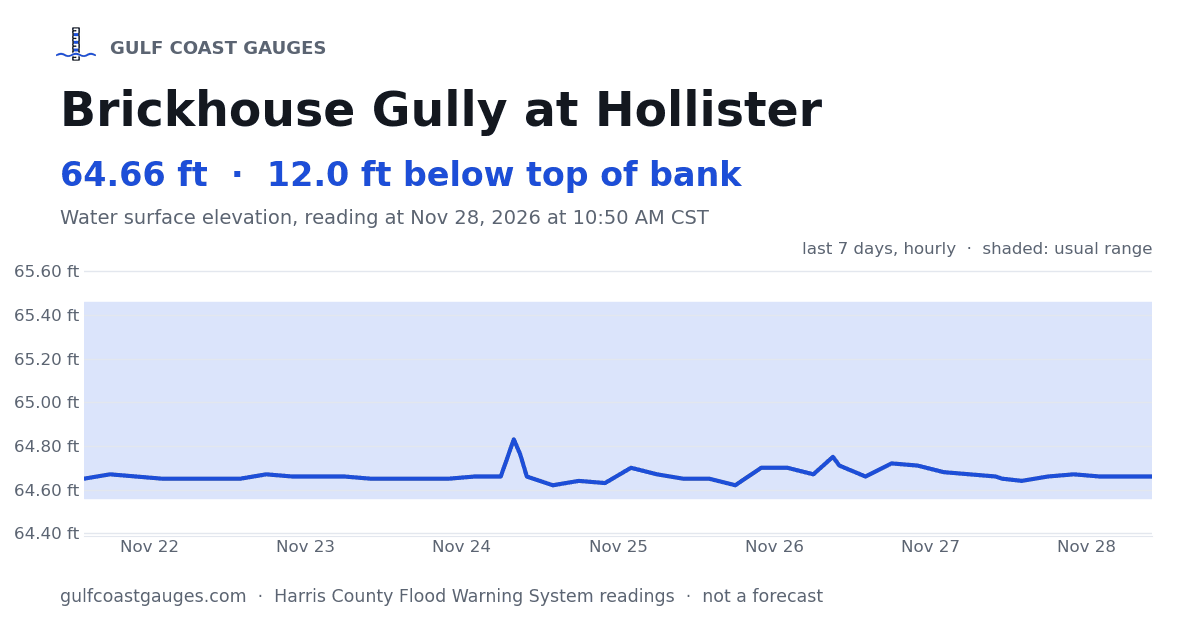 GULF COAST GAUGES
Brickhouse Gully at Hollister
64.66 ft · 12.0 ft below top of bank
Water surface elevation, reading at Nov 28, 2026 at 10:50 AM CST
last 7 days, hourly · shaded: usual range
65.60 ft
65.40 ft
65.20 ft
65.00 ft
64.80 ft
64.60 ft
64.40 ft
Nov 22 Nov 23 Nov 24 Nov 25 Nov 26 Nov 27 Nov 28
gulfcoastgauges.com · Harris County Flood Warning System readings · not a forecast